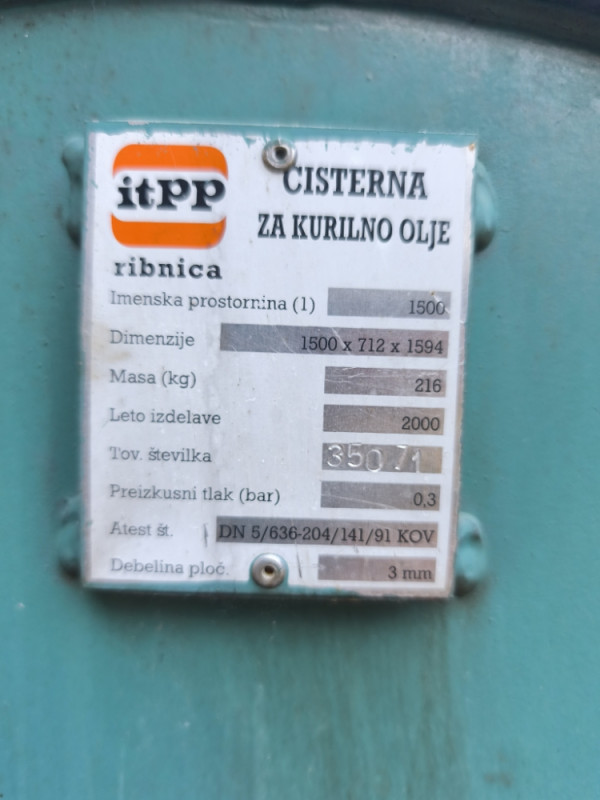 itPP
ribnica
CISTERNA
ZA KURILNO OLJE
Imenska prostornina (l) 1500
Dimenzije 1500 x 712 x 1594
Masa (kg) 216
Leto izdelave 2000
Tov. številka 35071
Preizkusni tlak (bar) 0,3
Atest št. DN 5/636-204/141/91 KOV
Debelina ploč. 3 mm